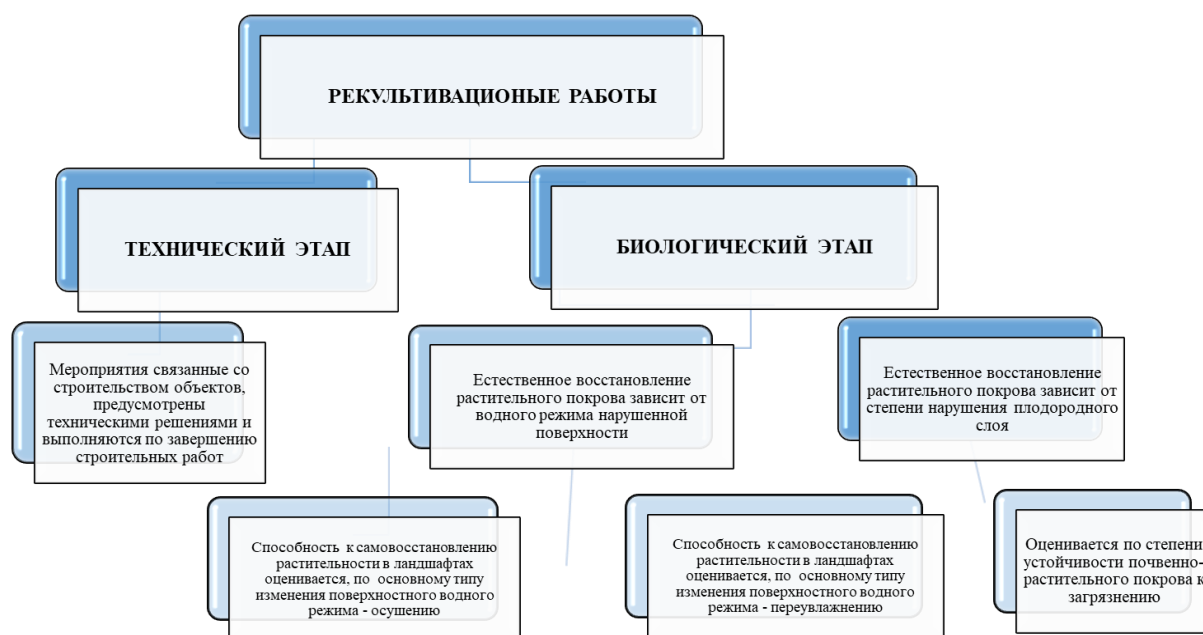 РЕКУЛЬТИВАЦИОНЫЕ РАБОТЫ
ТЕХНИЧЕСКИЙ ЭТАП
БИОЛОГИЧЕСКИЙ ЭТАП
Мероприятия связанные со
строительством объектов,
предусмотрены
техническими решениями и
выполняются по завершению
строительных работ
Естественное восстановление
растительного покрова зависит от
водного режима нарушенной
поверхности
Естественное восстановление
растительного покрова зависит от
степени нарушения плодородного
слоя
Способность к самовосстановлению
растительности в ландшафтах
оценивается, по основному типу
изменения поверхностного водного
режима - осушению
Способность к самовосстановлению
растительности в ландшафтах
оценивается, по основному типу
изменения поверхностного водного
режима - переувлажнению
Оценивается по степени
устойчивости почвенно-
растительного покрова к
загрязнению